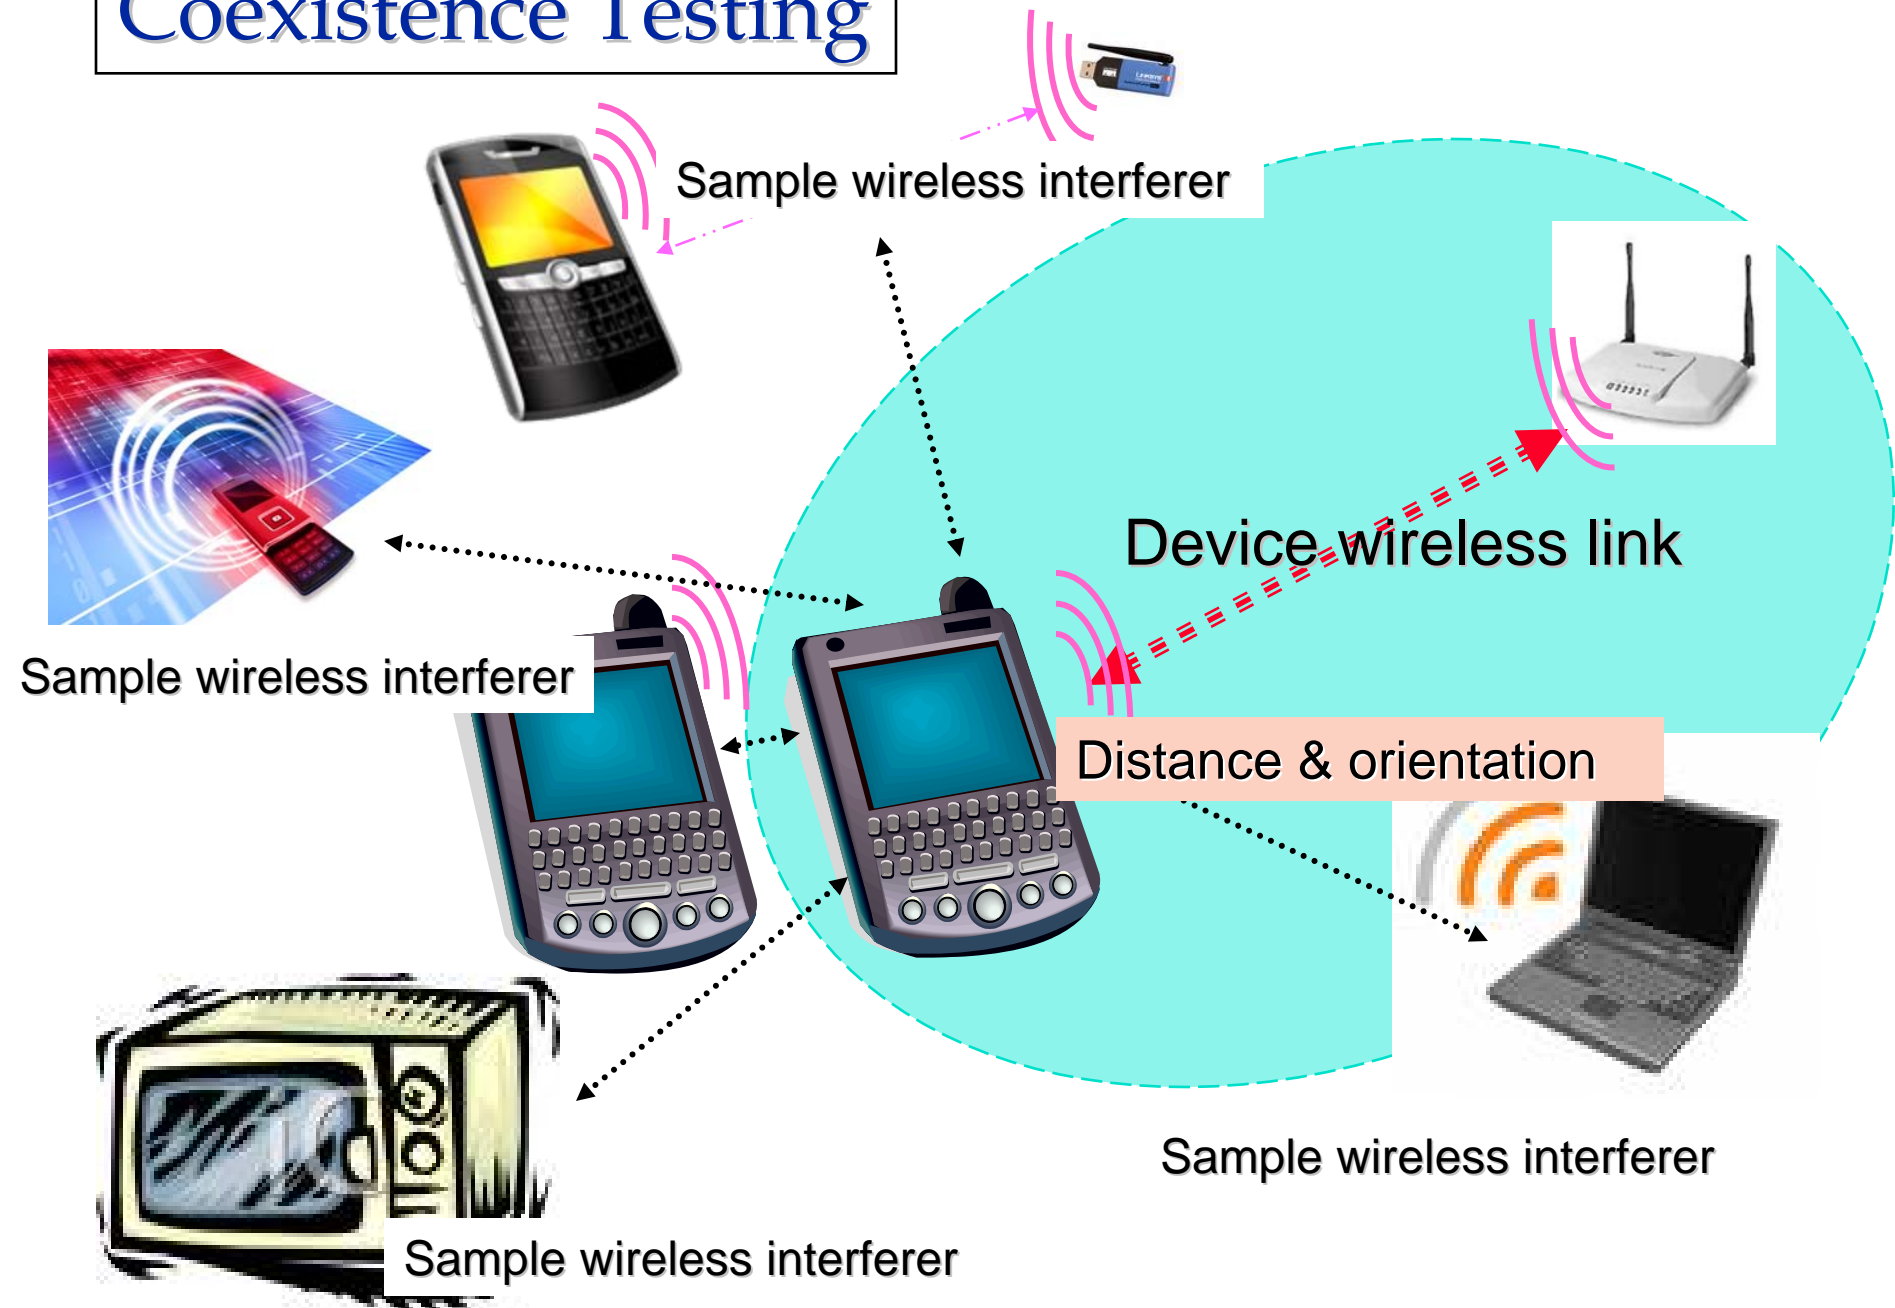 Coexistence Testing
Sample wireless interferer
Device wireless link
Sample wireless interferer
Distance & orientation
Sample wireless interferer
Sample wireless interferer